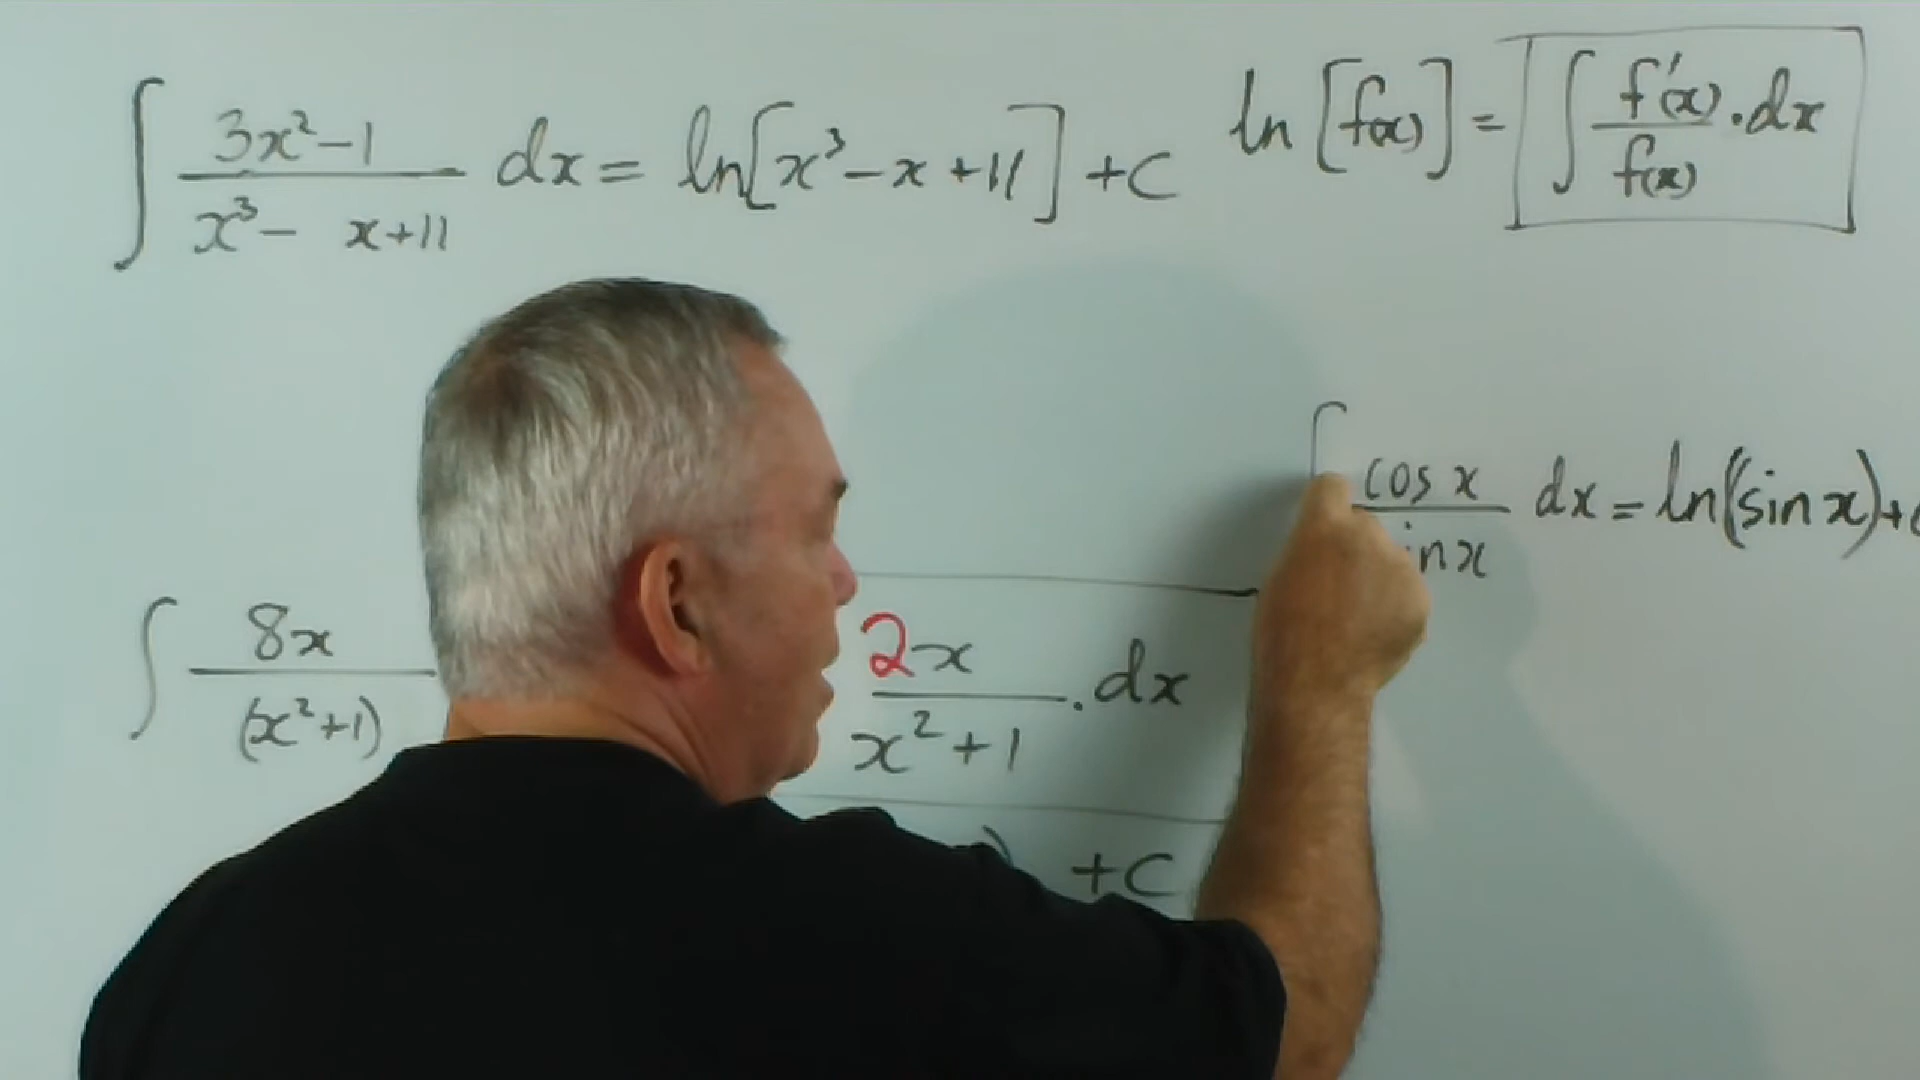 ∫ 3x²-1 / x³- x+11 dx = ln[x³-x+11] +C
ln [f(x)] = ∫ f'(x) / f(x) . dx
∫ cos x / inx dx = ln(sin x)+
∫ 8x / (x²+1)
2x / x²+1 . dx
) +C